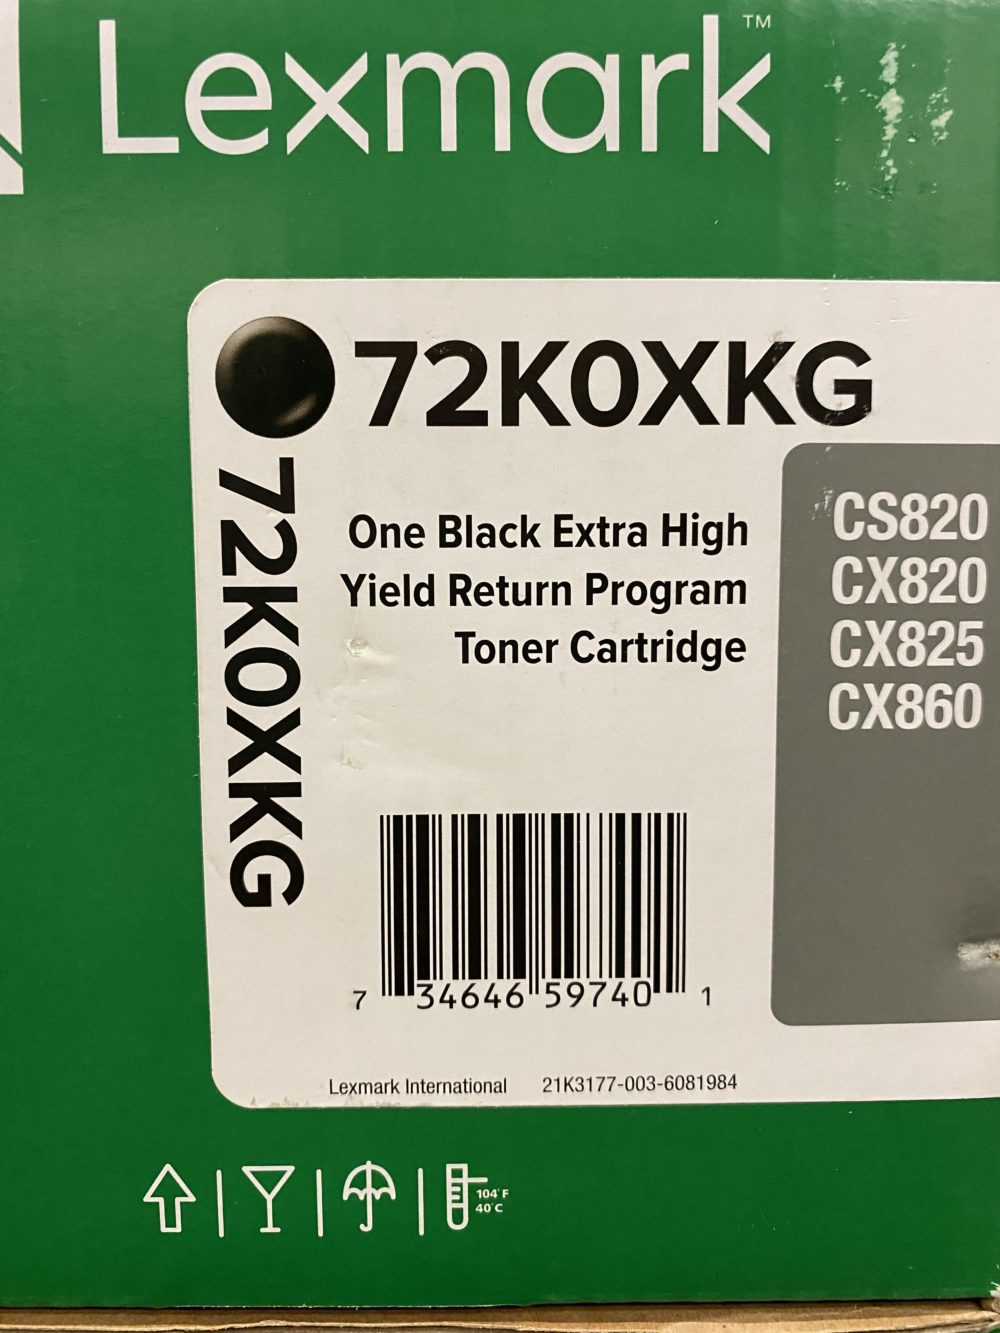 Lexmark™
72K0XKG
72K0XKG
One Black Extra High
Yield Return Program
Toner Cartridge
CS820
CX820
CX825
CX860
7 34646 59740 1
Lexmark International 21K3177-003-6081984
104°F
40°C